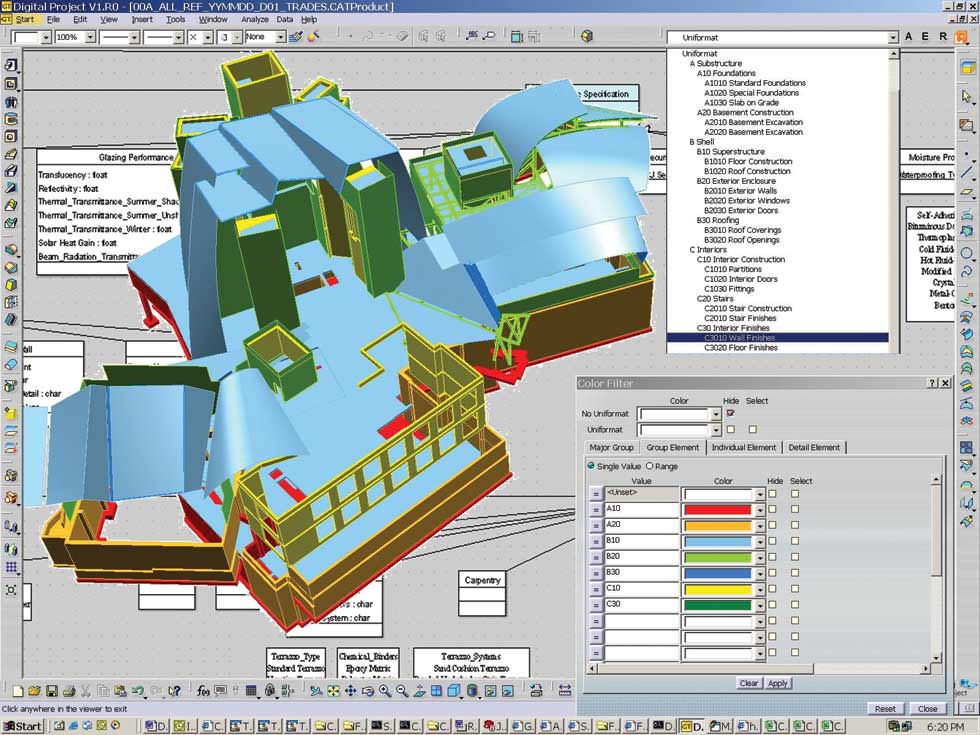 Digital Project V1.R0 - [00A_ALL_REF_YYMMDD_D01_TRADES.CATProduct]
Start File Edit View Insert Tools Window Analyze Data Help
100% 3 None ABC
Uniformat
A E R
Uniformat
A Substructure
A10 Foundations
A1010 Standard Foundations
A1020 Special Foundations
A1030 Slab on Grade
A20 Basement Construction
A2010 Basement Excavation
A2020 Basement Excavation
B Shell
B10 Superstructure
B1010 Floor Construction
B1020 Roof Construction
B20 Exterior Enclosure
B2010 Exterior Walls
B2020 Exterior Windows
B2030 Exterior Doors
B30 Roofing
B3010 Roof Coverings
B3020 Roof Openings
C Interiors
C10 Interior Construction
C1010 Partitions
C1020 Interior Doors
C1030 Fittings
C20 Stairs
C2010 Stair Construction
C2010 Stair Finishes
C30 Interior Finishes
C3010 Wall Finishes
C3020 Floor Finishes
e Specification
Glazing Performance
Translucency : float
Reflectivity : float
Thermal_Transmittance_Summer_Sha
Thermal_Transmittance_Summer_Unsh
Thermal_Transmittance_Winter : float
Solar Heat Gain : float
Beam_Radiation_Transmitta
Moisture Pro
Waterproofing Ty
Self-Adhe
Bituminous Da
Thermopla
Cold Fluid-
Hot Fluid-
Modified
Crysta
Metal-O
Bento
etail : char
Color Filter
Color Hide Select
No Uniformat
Uniformat
Major Group Group Element Individual Element Detail Element
Single Value Range
Value Color Hide Select
<Unset>
A10
A20
B10
B20
B30
C10
C30
Clear Apply
Reset Close
Carpentry
: char
ystem : char
Terrazzo_Type
Standard Terrazzo
Chemical_Binders
Epoxy Matrix
Terrazzo_Systems
Sand Cushion Terrazzo
Click anywhere in the viewer to exit
Start 6:20 PM